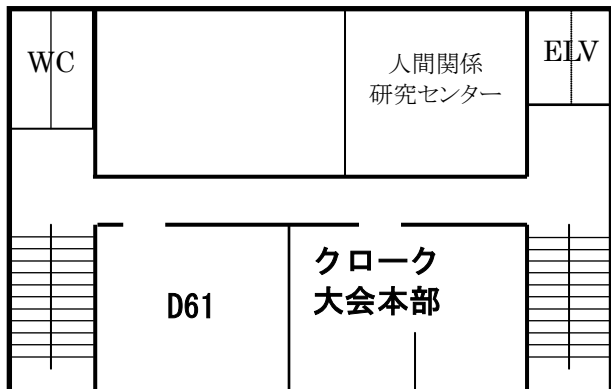 WC
人間関係
研究センター
ELV
D61
クローク
大会本部